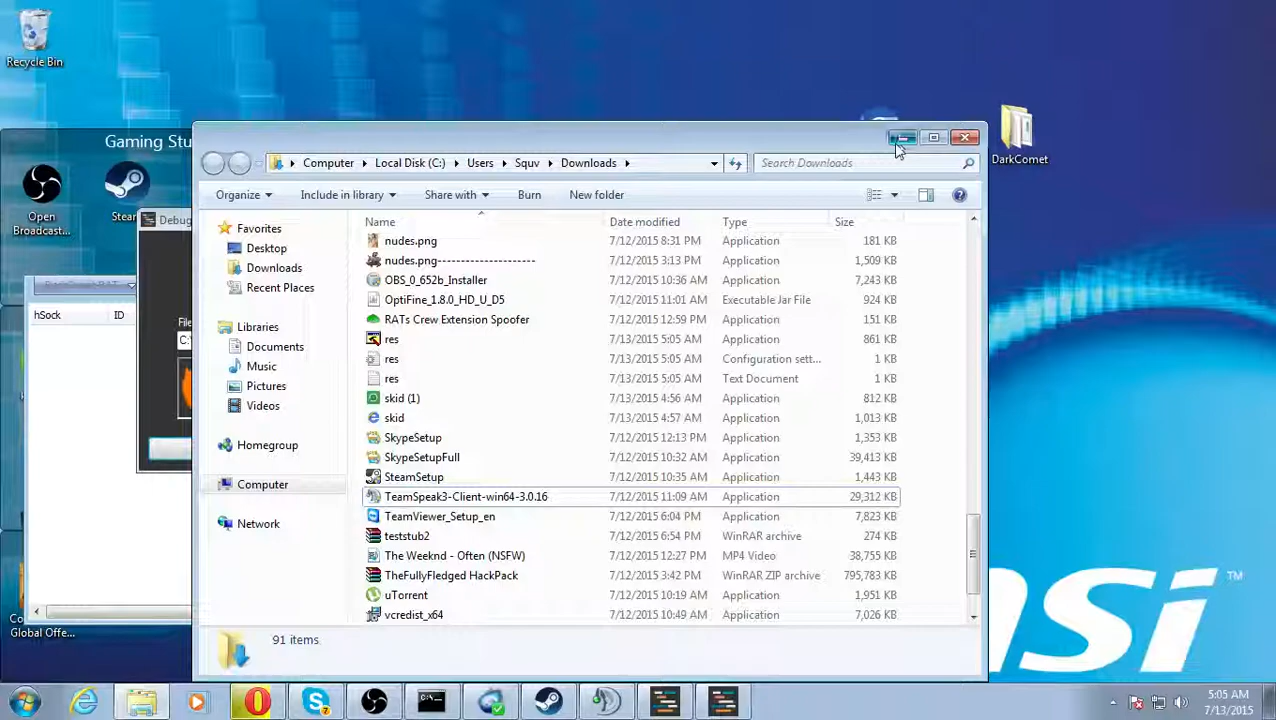 Recycle Bin
Gaming Stu
Open
Broadcast...
Steam
DarkComet
Debug
hSock ID
File
C:\
Co
Global Offe...
Computer Local Disk (C:) Users Squv Downloads
Search Downloads
Organize Include in library Share with Burn New folder
Favorites
Desktop
Downloads
Recent Places
Libraries
Documents
Music
Pictures
Videos
Homegroup
Computer
Network
Name Date modified Type Size
nudes.png 7/12/2015 8:31 PM Application 181 KB
nudes.png---------------------- 7/12/2015 3:13 PM Application 1,509 KB
OBS_0_652b_Installer 7/12/2015 10:36 AM Application 7,243 KB
OptiFine_1.8.0_HD_U_D5 7/12/2015 11:01 AM Executable Jar File 924 KB
RATs Crew Extension Spoofer 7/12/2015 12:59 PM Application 151 KB
res 7/13/2015 5:05 AM Application 861 KB
res 7/13/2015 5:05 AM Configuration sett... 1 KB
res 7/13/2015 5:05 AM Text Document 1 KB
skid (1) 7/13/2015 4:56 AM Application 812 KB
skid 7/13/2015 4:57 AM Application 1,013 KB
SkypeSetup 7/12/2015 12:13 PM Application 1,353 KB
SkypeSetupFull 7/12/2015 10:32 AM Application 39,413 KB
SteamSetup 7/12/2015 10:35 AM Application 1,443 KB
TeamSpeak3-Client-win64-3.0.16 7/12/2015 11:09 AM Application 29,312 KB
TeamViewer_Setup_en 7/12/2015 6:04 PM Application 7,823 KB
teststub2 7/12/2015 6:54 PM WinRAR archive 274 KB
The Weeknd - Often (NSFW) 7/12/2015 12:27 PM MP4 Video 38,755 KB
TheFullyFledged HackPack 7/12/2015 3:42 PM WinRAR ZIP archive 795,783 KB
uTorrent 7/12/2015 10:19 AM Application 1,951 KB
vcredist_x64 7/12/2015 10:49 AM Application 7,026 KB
91 items
msi™
5:05 AM
7/13/2015